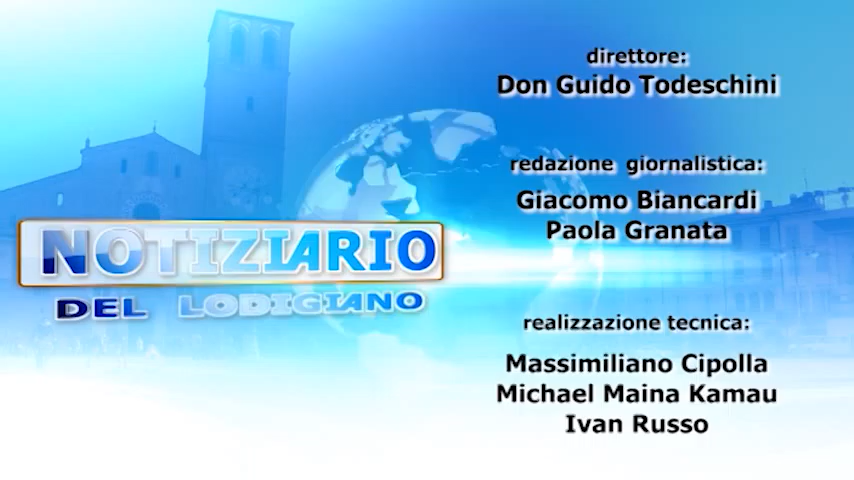 NOTIZIARIO
DEL LODIGIANO
direttore:
Don Guido Todeschini
redazione giornalistica:
Giacomo Biancardi
Paola Granata
realizzazione tecnica:
Massimiliano Cipolla
Michael Maina Kamau
Ivan Russo